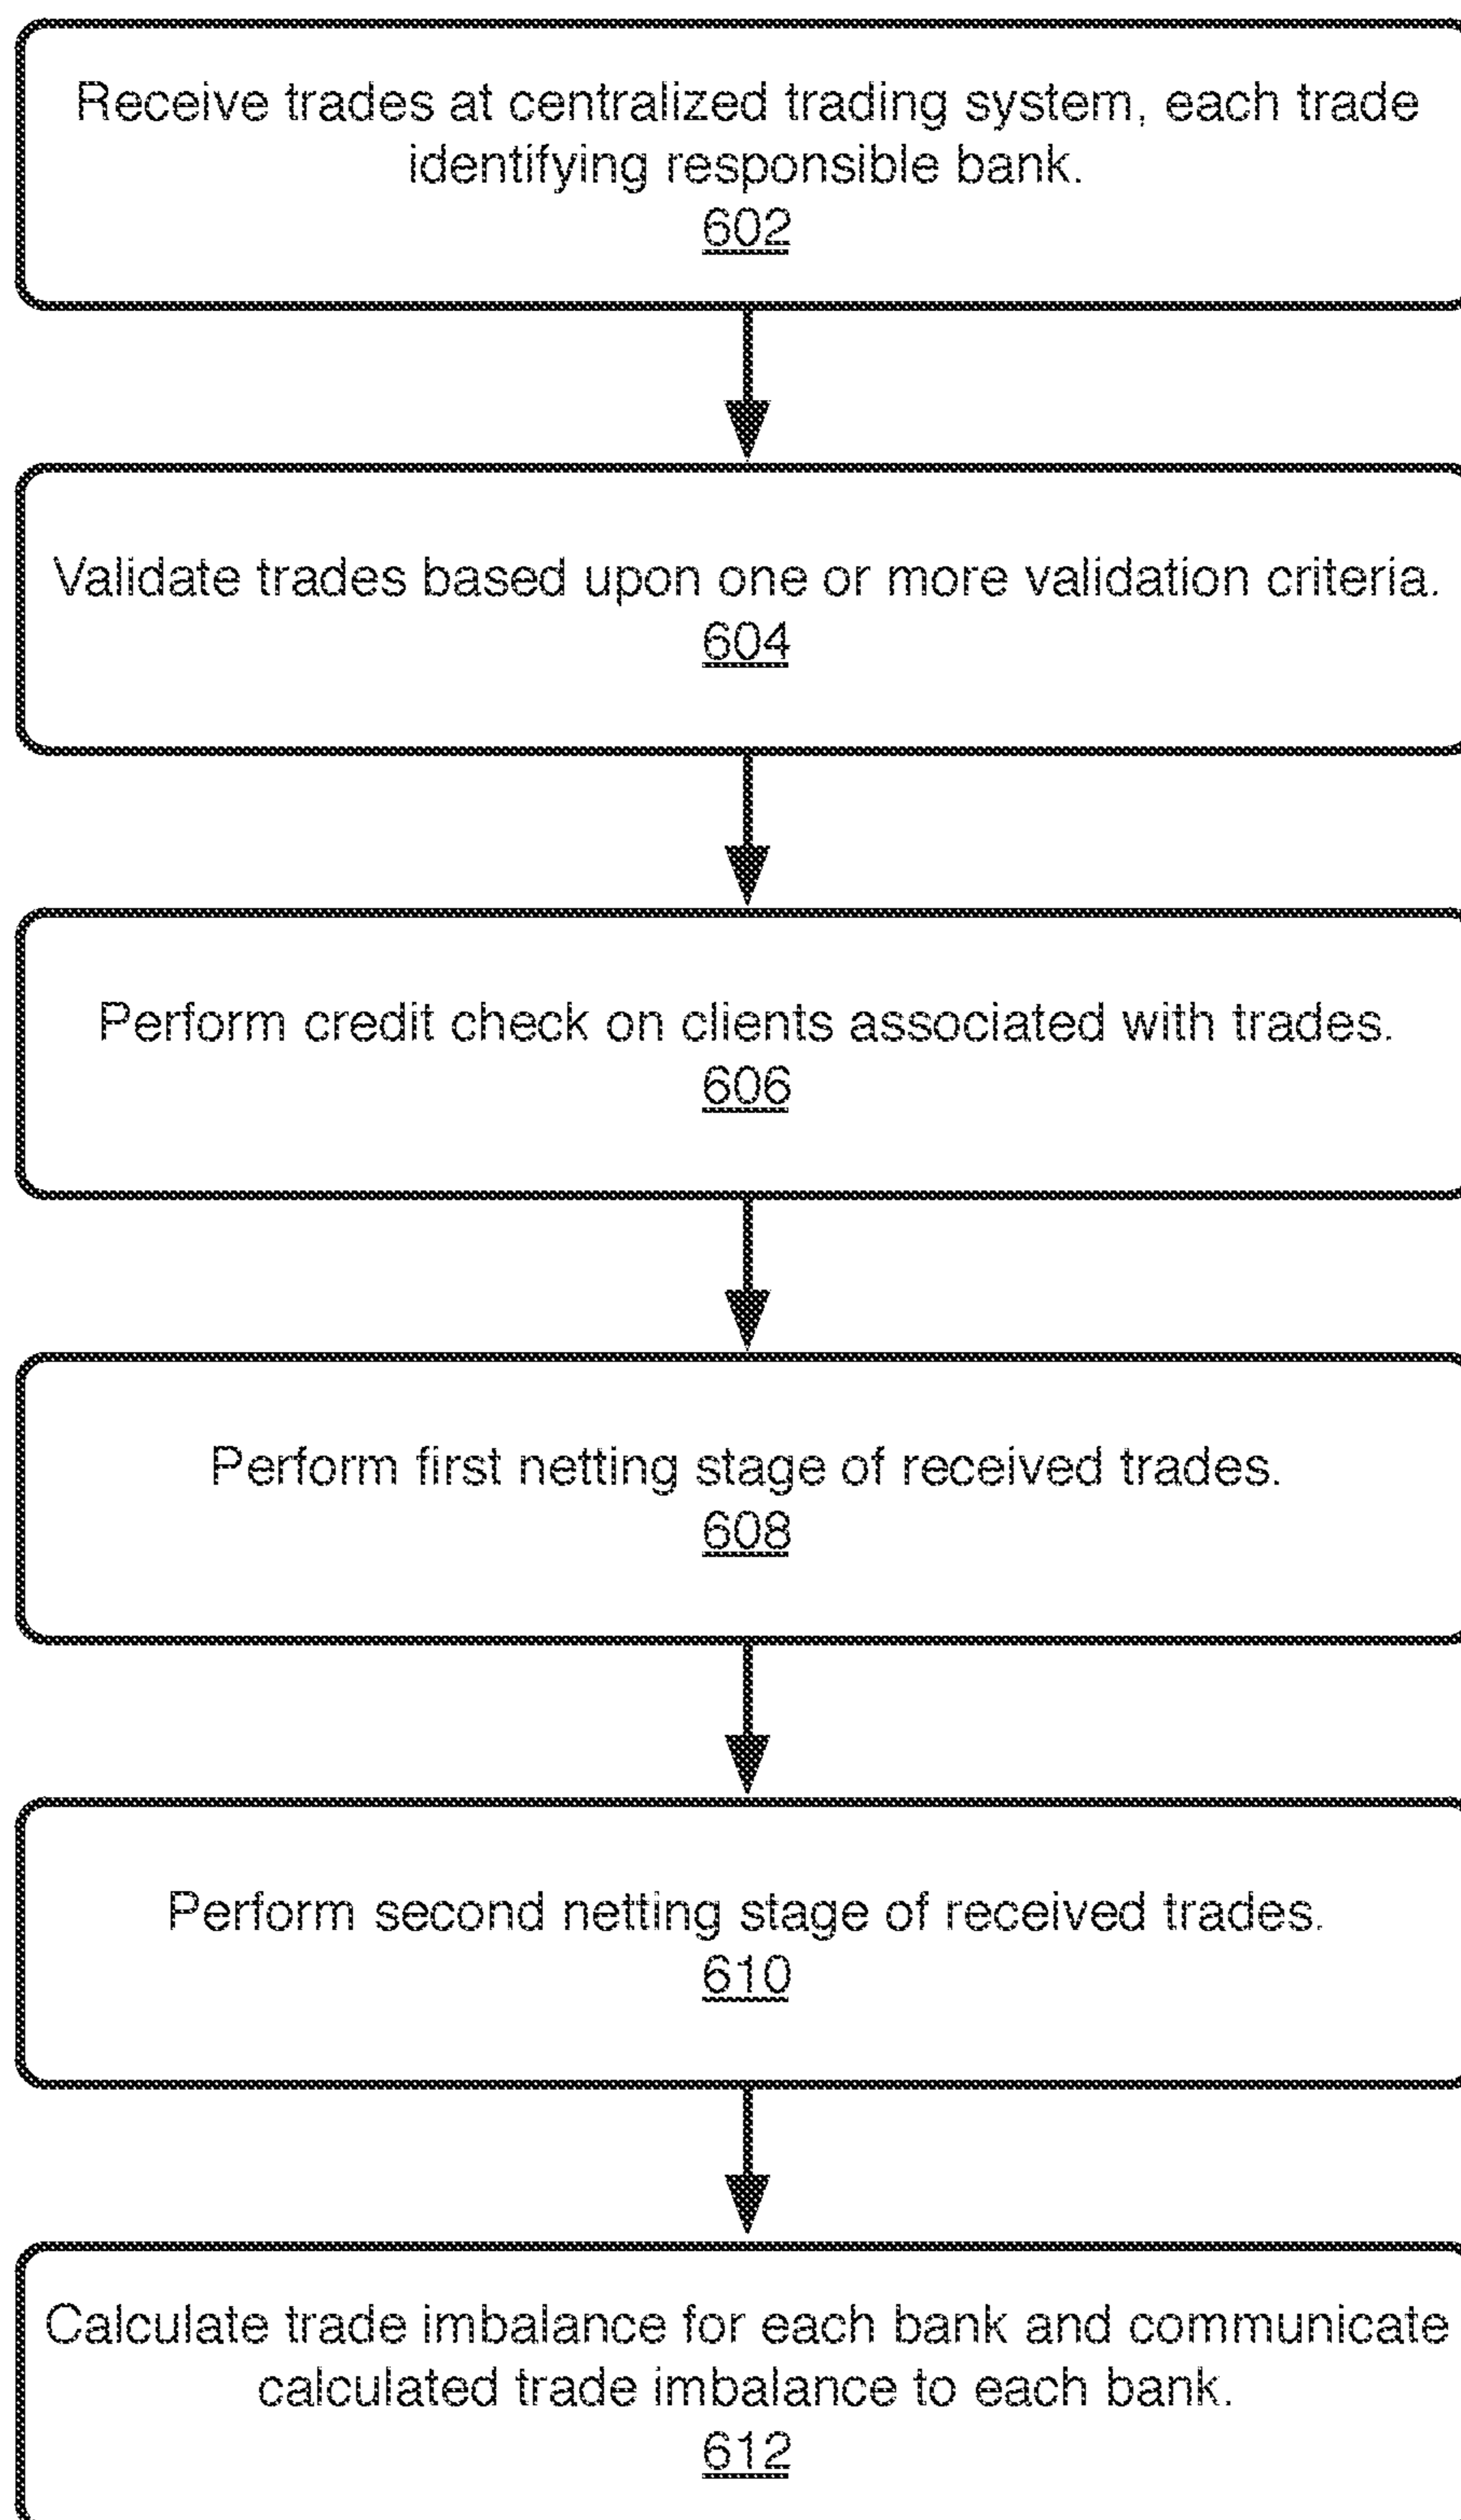 Receive trades at centralized trading system, each trade
identifying responsible bank.
602
Validate trades based upon one or more validation criteria.
604
Perform credit check on clients associated with trades.
606
Perform first netting stage of received trades.
608
Perform second netting stage of received trades.
610
Calculate trade imbalance for each bank and communicate
calculated trade imbalance to each bank.
612